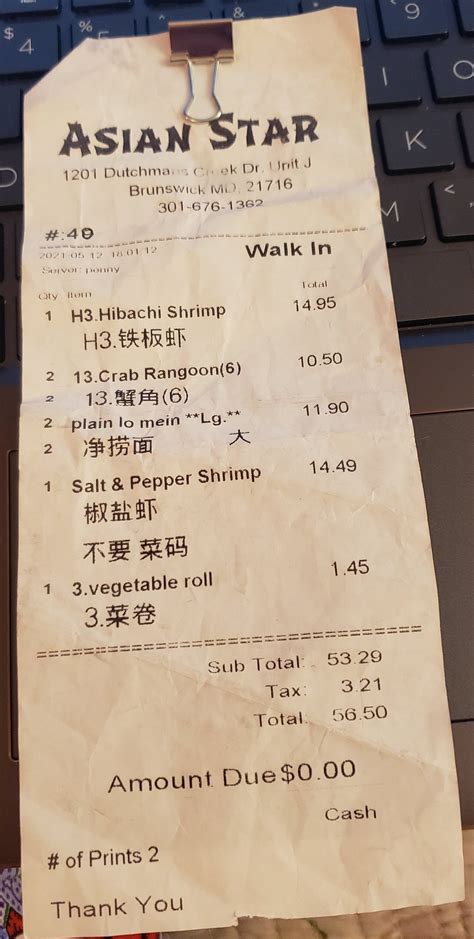 ASIAN STAR
1201 Dutchmans Creek Dr. Unit J
Brunswick MD, 21716
301-676-1362
#:49
Walk In
2021-05-12 18:01:12
Server: penny
Qty Item Total
1 H3.Hibachi Shrimp 14.95
H3.铁板虾
2 13.Crab Rangoon(6) 10.50
2 13.蟹角(6)
2 plain lo mein **Lg.** 11.90
2 净捞面 大
1 Salt & Pepper Shrimp 14.49
椒盐虾
不要 菜码
1 3.vegetable roll 1.45
3.菜卷
Sub Total: 53.29
Tax: 3.21
Total: 56.50
Amount Due$0.00
Cash
# of Prints 2
Thank You
$
4
5
9
I
K
M